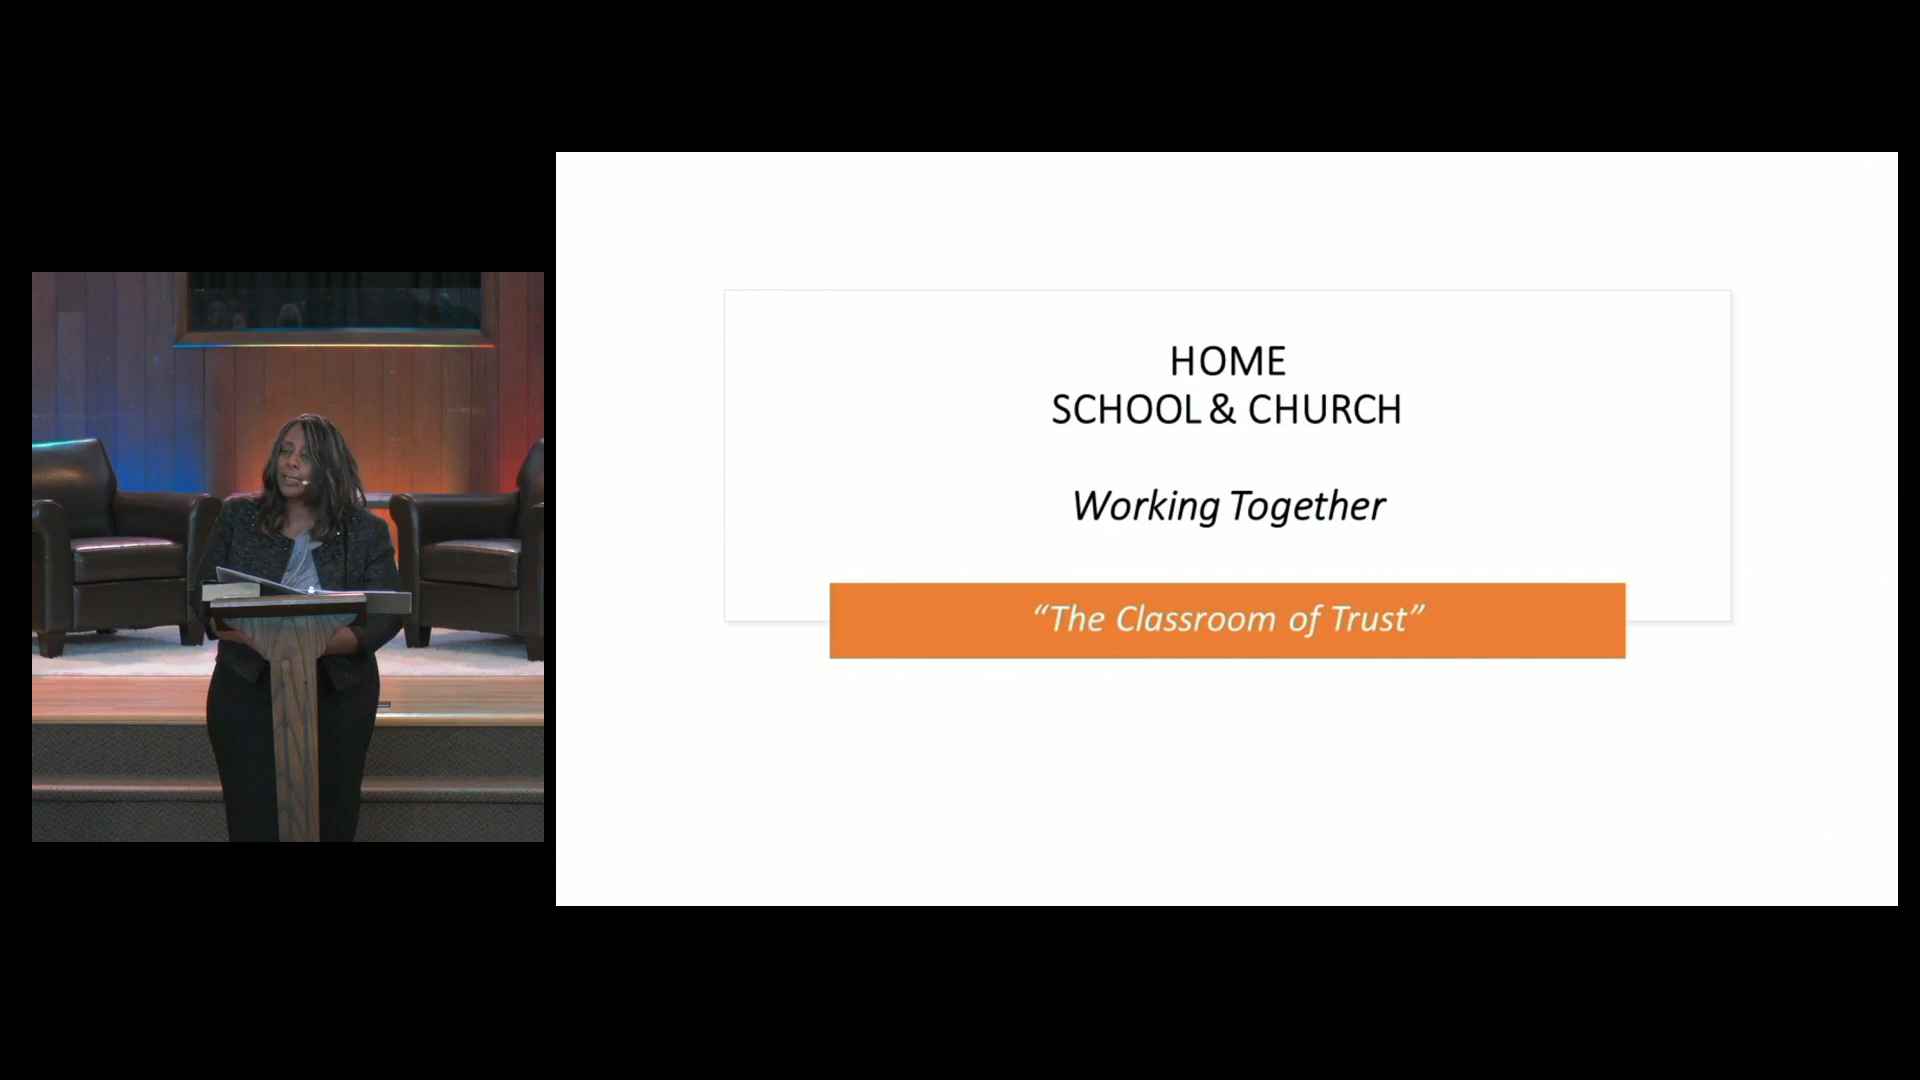 HOME
SCHOOL & CHURCH
Working Together
“The Classroom of Trust”